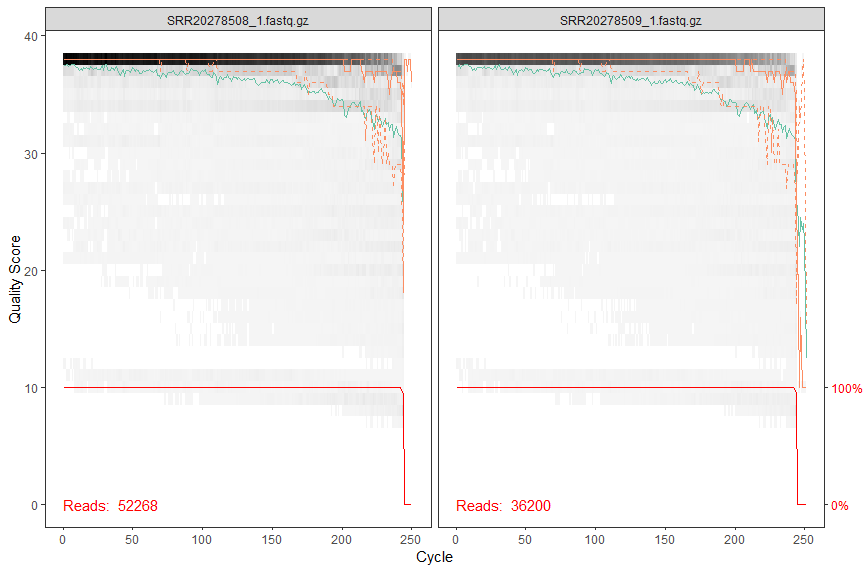 SRR20278508_1.fastq.gz
SRR20278509_1.fastq.gz
Quality Score
40
30
20
10
0
100%
0%
Reads: 52268
Reads: 36200
0 50 100 150 200 250
0 50 100 150 200 250
Cycle